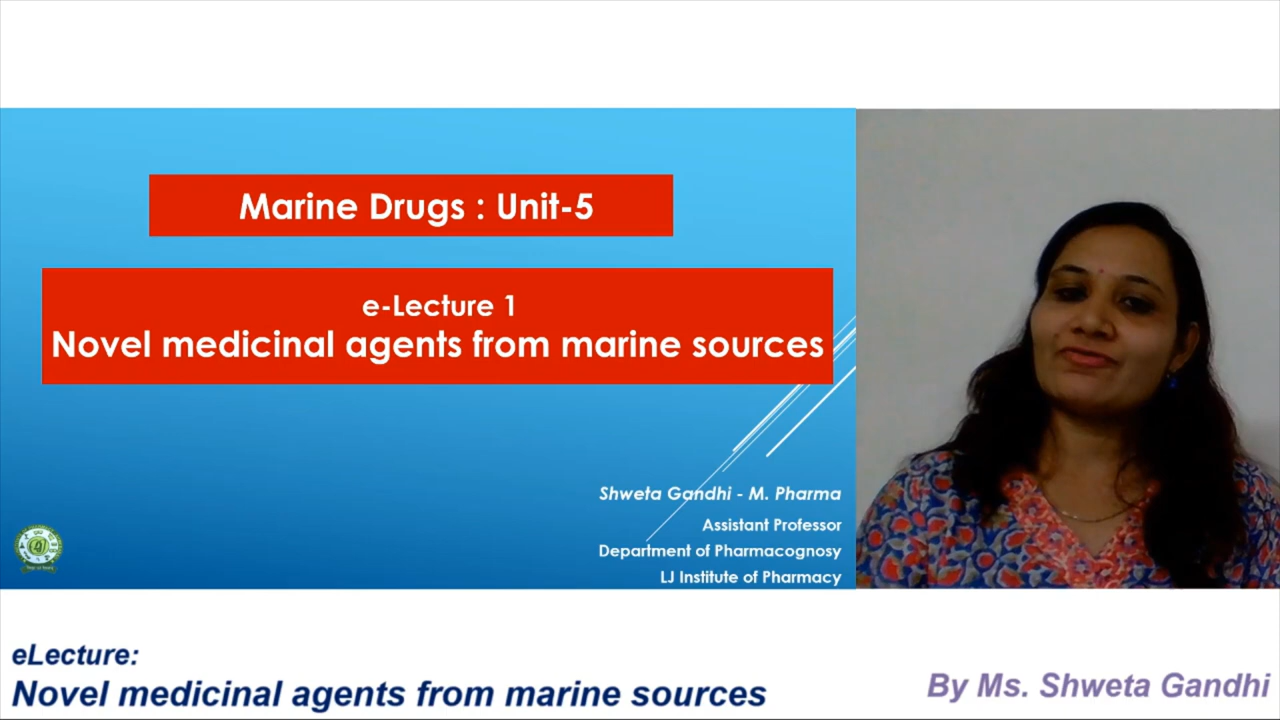 Marine Drugs : Unit-5
e-Lecture 1
Novel medicinal agents from marine sources
Shweta Gandhi - M. Pharma
Assistant Professor
Department of Pharmacognosy
LJ Institute of Pharmacy
eLecture:
Novel medicinal agents from marine sources
By Ms. Shweta Gandhi